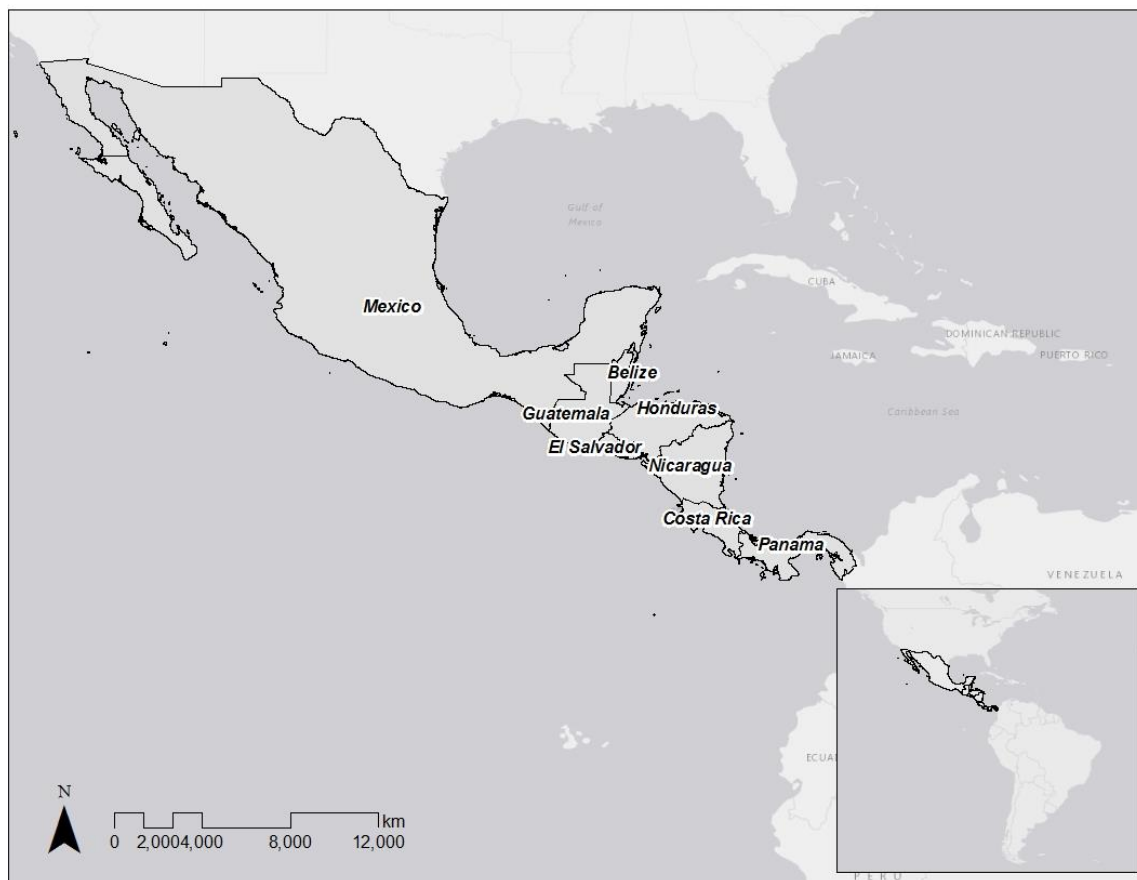 Gulf of
Mexico
CUBA
Mexico
DOMINICAN REPUBLIC
JAMAICA
PUERTO RICO
Belize
Guatemala
Honduras
Caribbean Sea
El Salvador
Nicaragua
Costa Rica
Panama
VENEZUELA
ECUA
N
km
0 2,0004,000 8,000 12,000
PERU